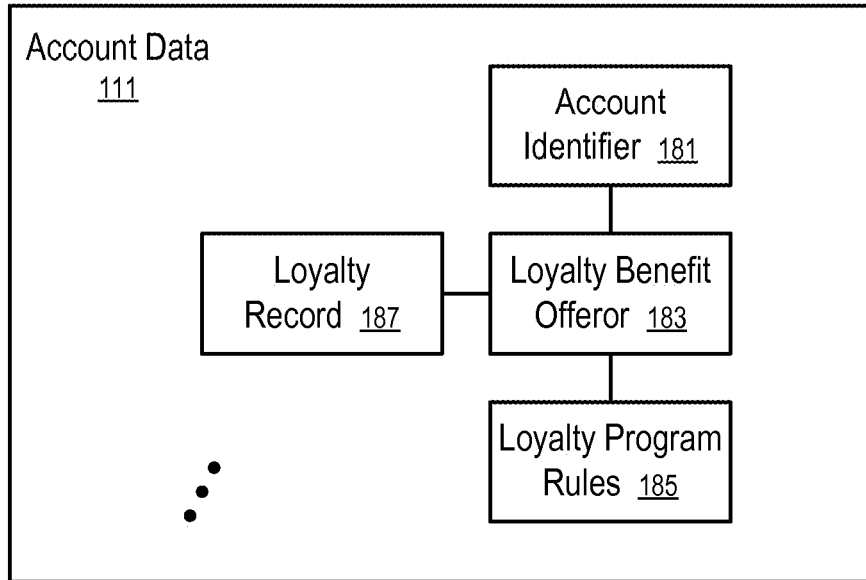 Account Data
111
Account
Identifier 181
Loyalty
Record 187
Loyalty Benefit
Offeror 183
Loyalty Program
Rules 185